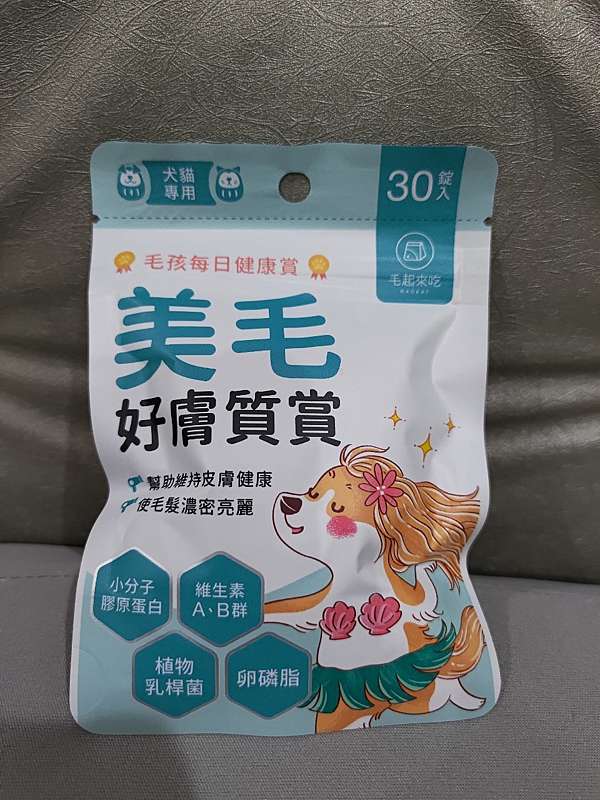 犬貓
專用
30錠入
毛起來吃
毛孩每日健康賞
美毛
好膚質賞
幫助維持皮膚健康
使毛髮濃密亮麗
小分子
膠原蛋白
維生素
A、B群
植物
乳桿菌
卵磷脂